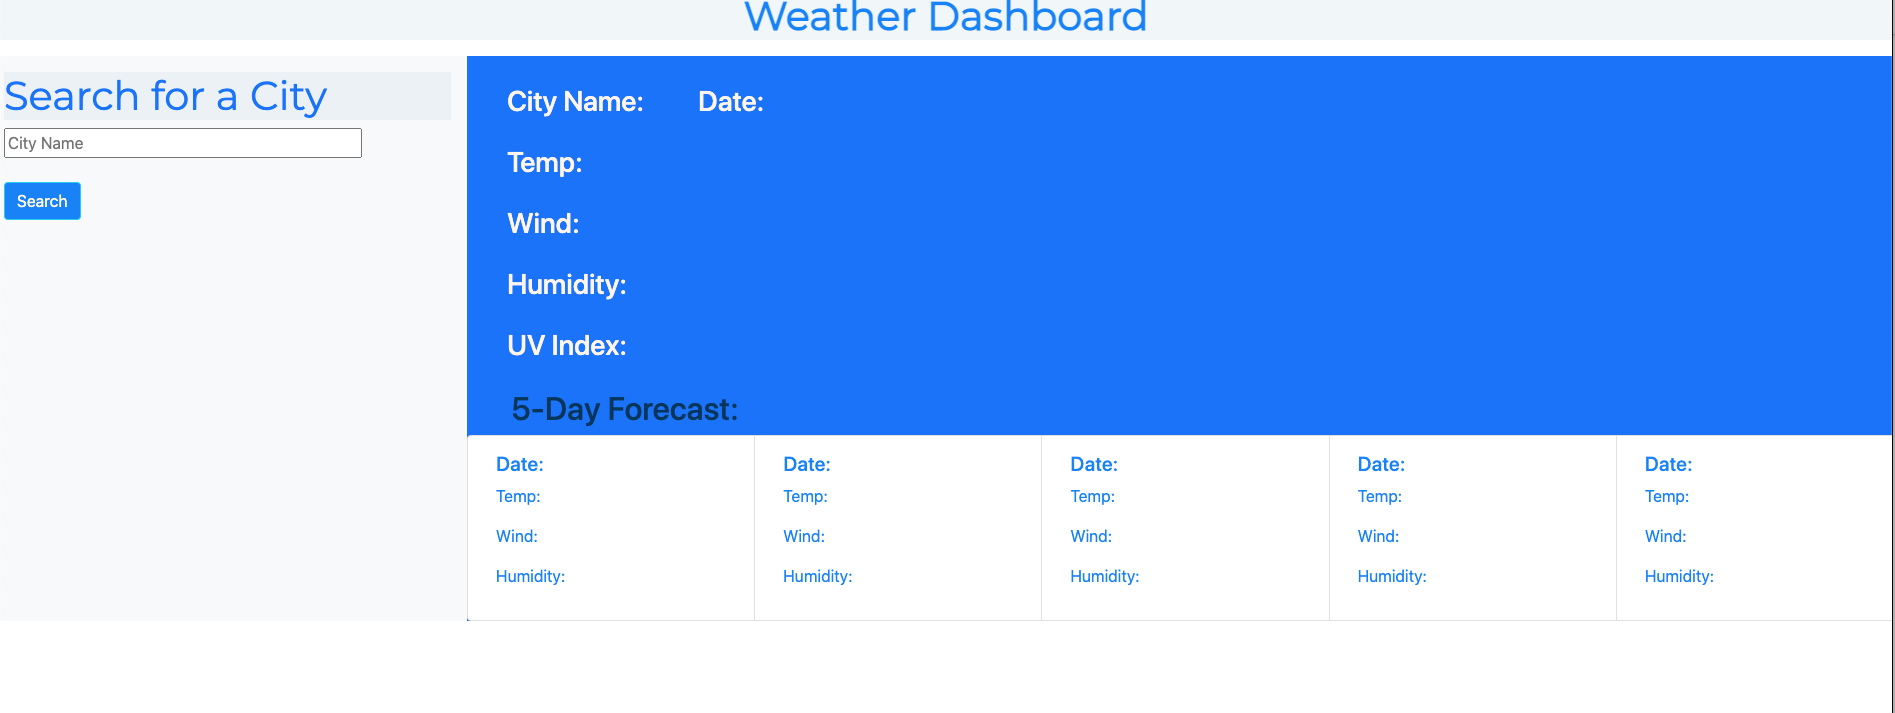 Weather Dashboard
Search for a City
City Name
Search
City Name: Date:
Temp:
Wind:
Humidity:
UV Index:
5-Day Forecast:
Date: Date: Date: Date: Date:
Temp: Temp: Temp: Temp: Temp:
Wind: Wind: Wind: Wind: Wind:
Humidity: Humidity: Humidity: Humidity: Humidity: